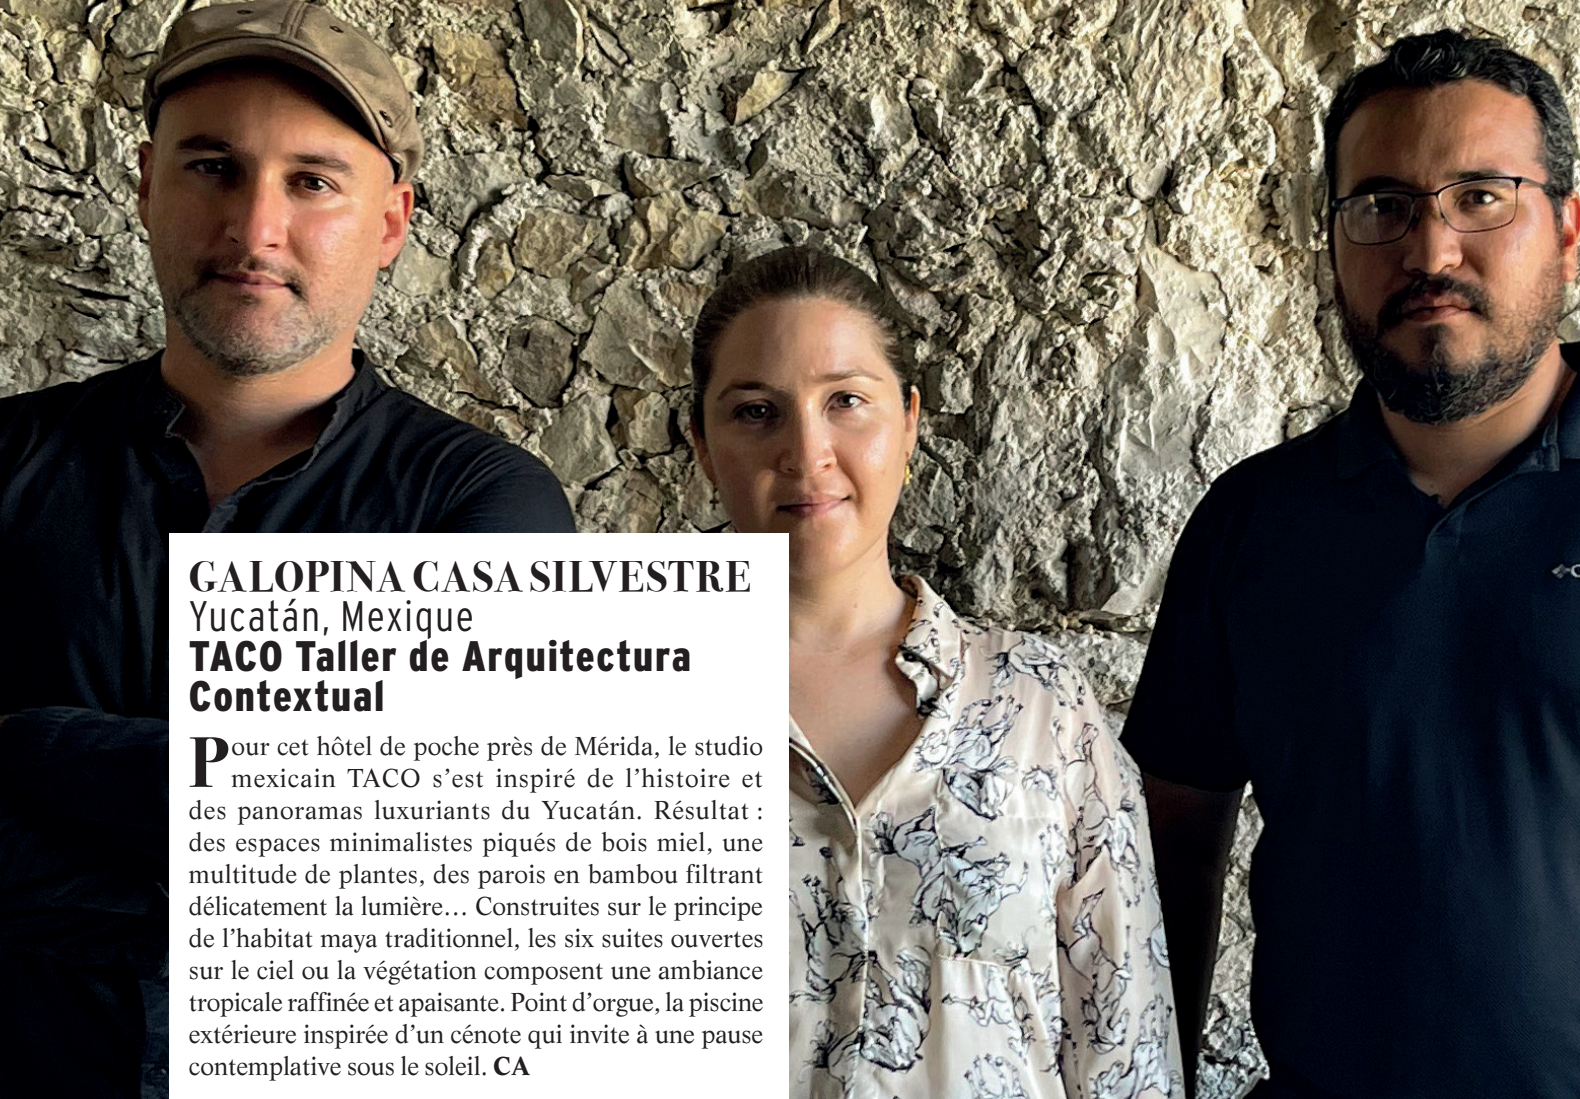 GALOPINA CASA SILVESTRE
Yucatán, Mexique
TACO Taller de Arquitectura
Contextual
Pour cet hôtel de poche près de Mérida, le studio
mexicain TACO s’est inspiré de l’histoire et
des panoramas luxuriants du Yucatán. Résultat :
des espaces minimalistes piqués de bois miel, une
multitude de plantes, des parois en bambou filtrant
délicatement la lumière… Construites sur le principe
de l’habitat maya traditionnel, les six suites ouvertes
sur le ciel ou la végétation composent une ambiance
tropicale raffinée et apaisante. Point d’orgue, la piscine
extérieure inspirée d’un cénote qui invite à une pause
contemplative sous le soleil. CA